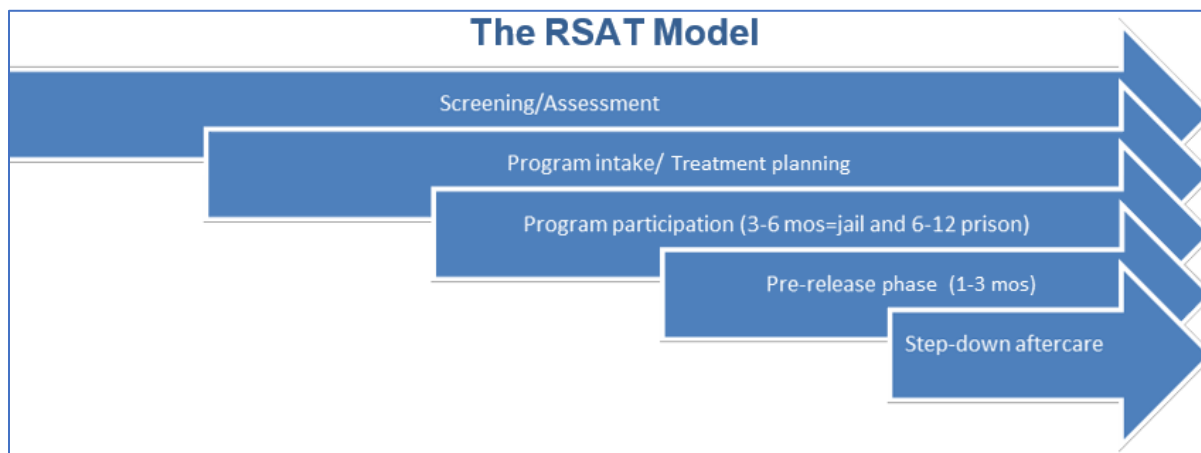 The RSAT Model
Screening/Assessment
Program intake/ Treatment planning
Program participation (3-6 mos=jail and 6-12 prison)
Pre-release phase (1-3 mos)
Step-down aftercare